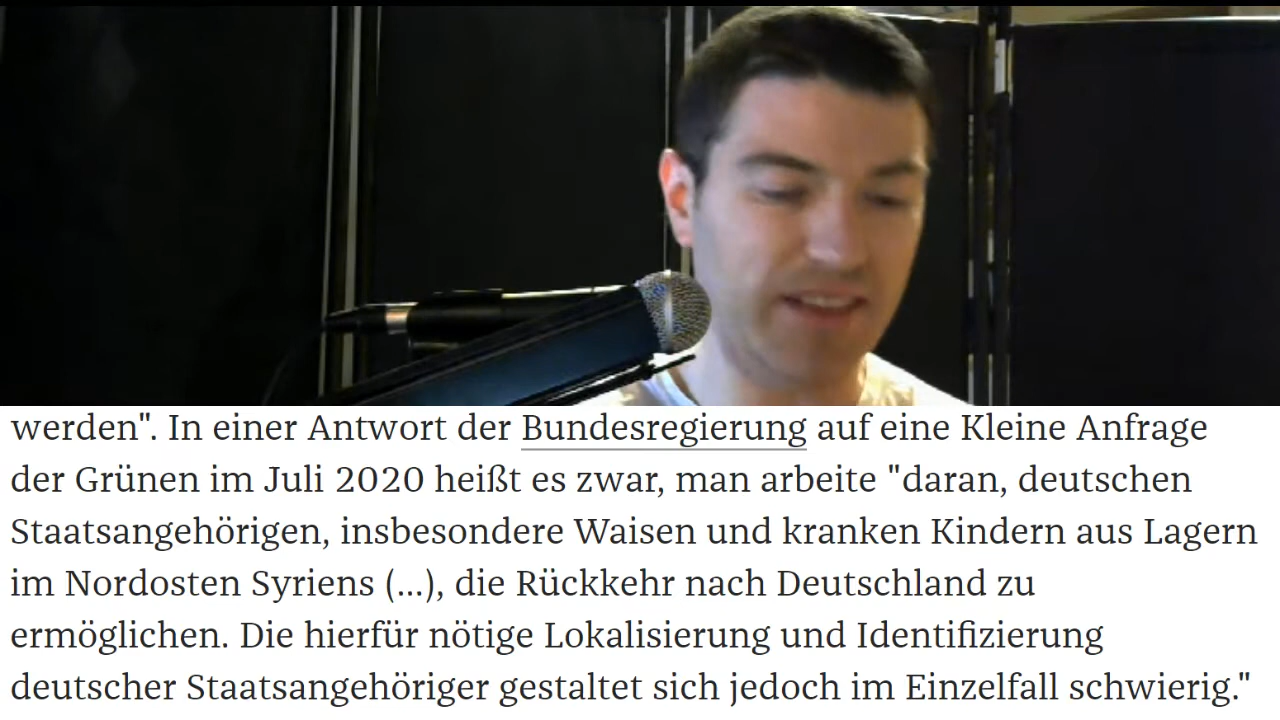 werden". In einer Antwort der Bundesregierung auf eine Kleine Anfrage
der Grünen im Juli 2020 heißt es zwar, man arbeite "daran, deutschen
Staatsangehörigen, insbesondere Waisen und kranken Kindern aus Lagern
im Nordosten Syriens (...), die Rückkehr nach Deutschland zu
ermöglichen. Die hierfür nötige Lokalisierung und Identifizierung
deutscher Staatsangehöriger gestaltet sich jedoch im Einzelfall schwierig."